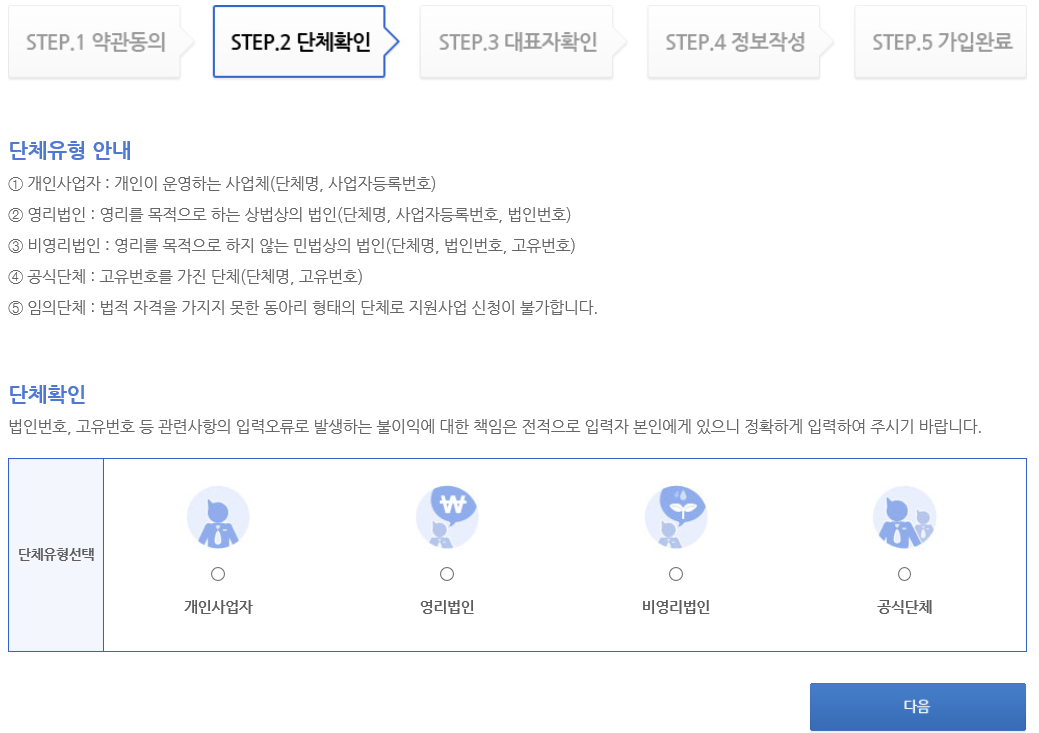 STEP.1 약관동의
STEP.2 단체확인
STEP.3 대표자확인
STEP.4 정보작성
STEP.5 가입완료
단체유형 안내
① 개인사업자 : 개인이 운영하는 사업체(단체명, 사업자등록번호)
② 영리법인 : 영리를 목적으로 하는 상법상의 법인(단체명, 사업자등록번호, 법인번호)
③ 비영리법인 : 영리를 목적으로 하지 않는 민법상의 법인(단체명, 법인번호, 고유번호)
④ 공식단체 : 고유번호를 가진 단체(단체명, 고유번호)
⑤ 임의단체 : 법적 자격을 가지지 못한 동아리 형태의 단체로 지원사업 신청이 불가합니다.
단체확인
법인번호, 고유번호 등 관련사항의 입력오류로 발생하는 불이익에 대한 책임은 전적으로 입력자 본인에게 있으니 정확하게 입력하여 주시기 바랍니다.
단체유형선택
₩
개인사업자
영리법인
비영리법인
공식단체
다음